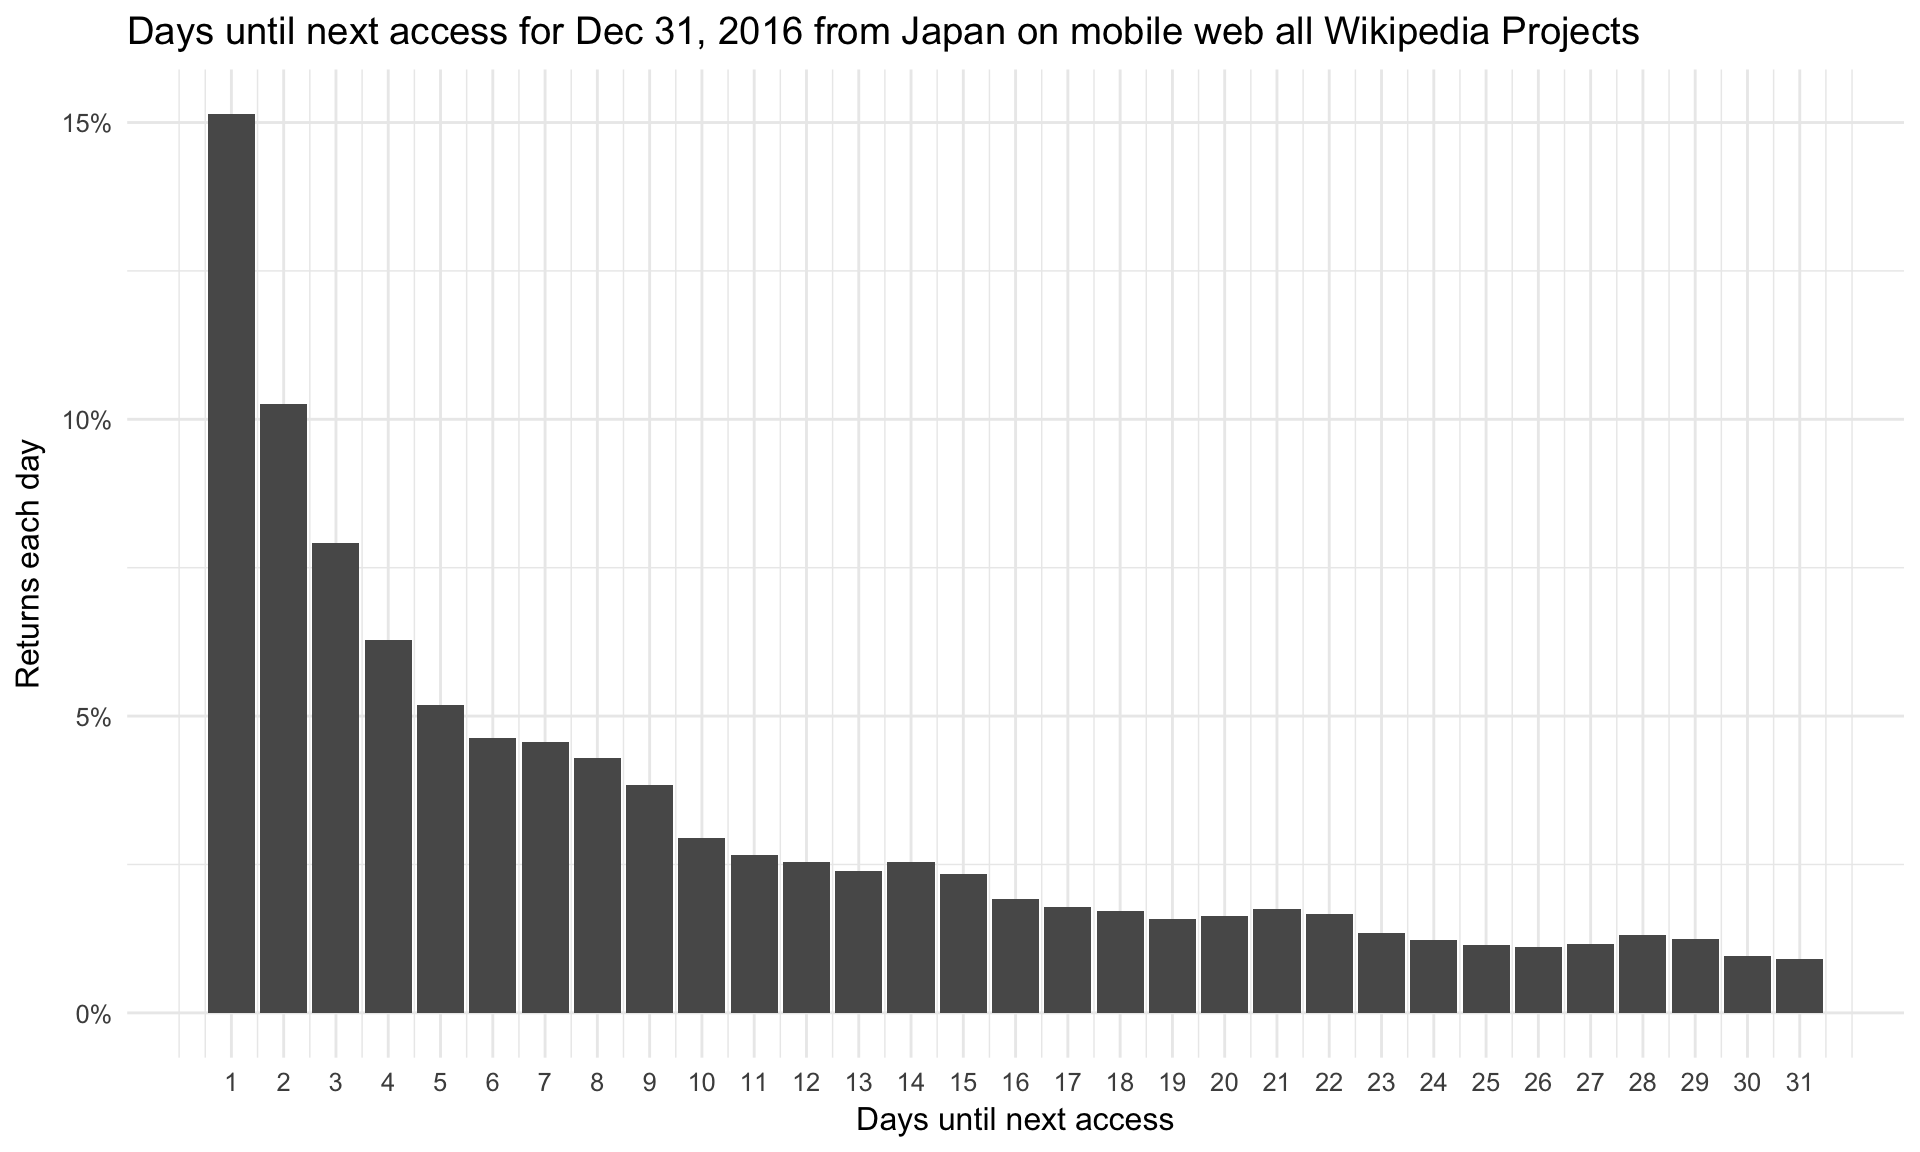 Days until next access for Dec 31, 2016 from Japan on mobile web all Wikipedia Projects
Returns each day
15%
10%
5%
0%
1 2 3 4 5 6 7 8 9 10 11 12 13 14 15 16 17 18 19 20 21 22 23 24 25 26 27 28 29 30 31
Days until next access